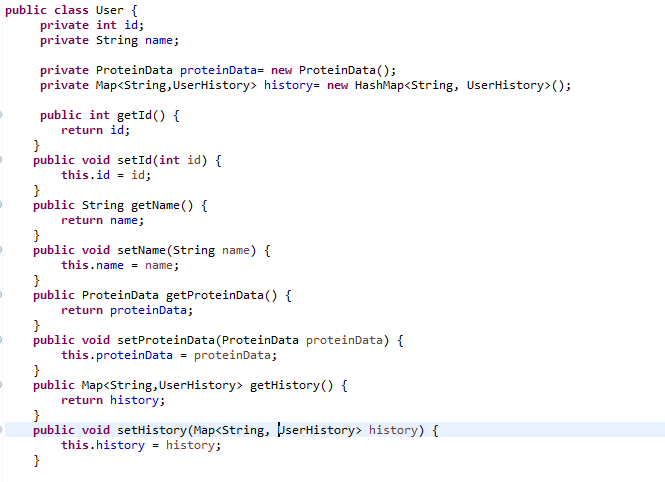 public class User {
private int id;
private String name;
private ProteinData proteinData= new ProteinData();
private Map<String,UserHistory> history= new HashMap<String, UserHistory>();
public int getId() {
return id;
}
public void setId(int id) {
this.id = id;
}
public String getName() {
return name;
}
public void setName(String name) {
this.name = name;
}
public ProteinData getProteinData() {
return proteinData;
}
public void setProteinData(ProteinData proteinData) {
this.proteinData = proteinData;
}
public Map<String,UserHistory> getHistory() {
return history;
}
public void setHistory(Map<String, UserHistory> history) {
this.history = history;
}